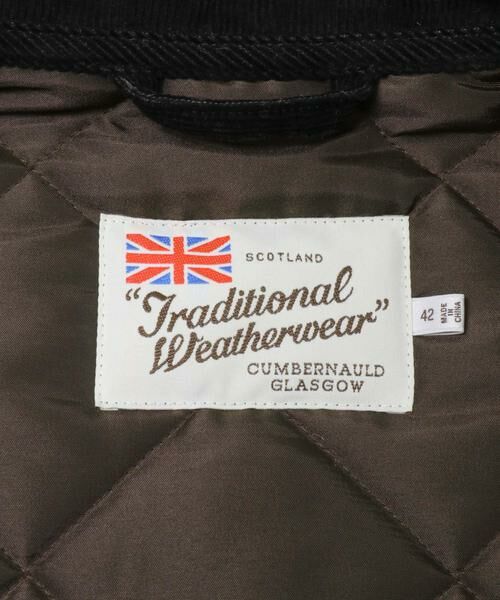 SCOTLAND
"Traditional
Weatherwear"
CUMBERNAULD
GLASGOW
42
MADE
IN
CHINA